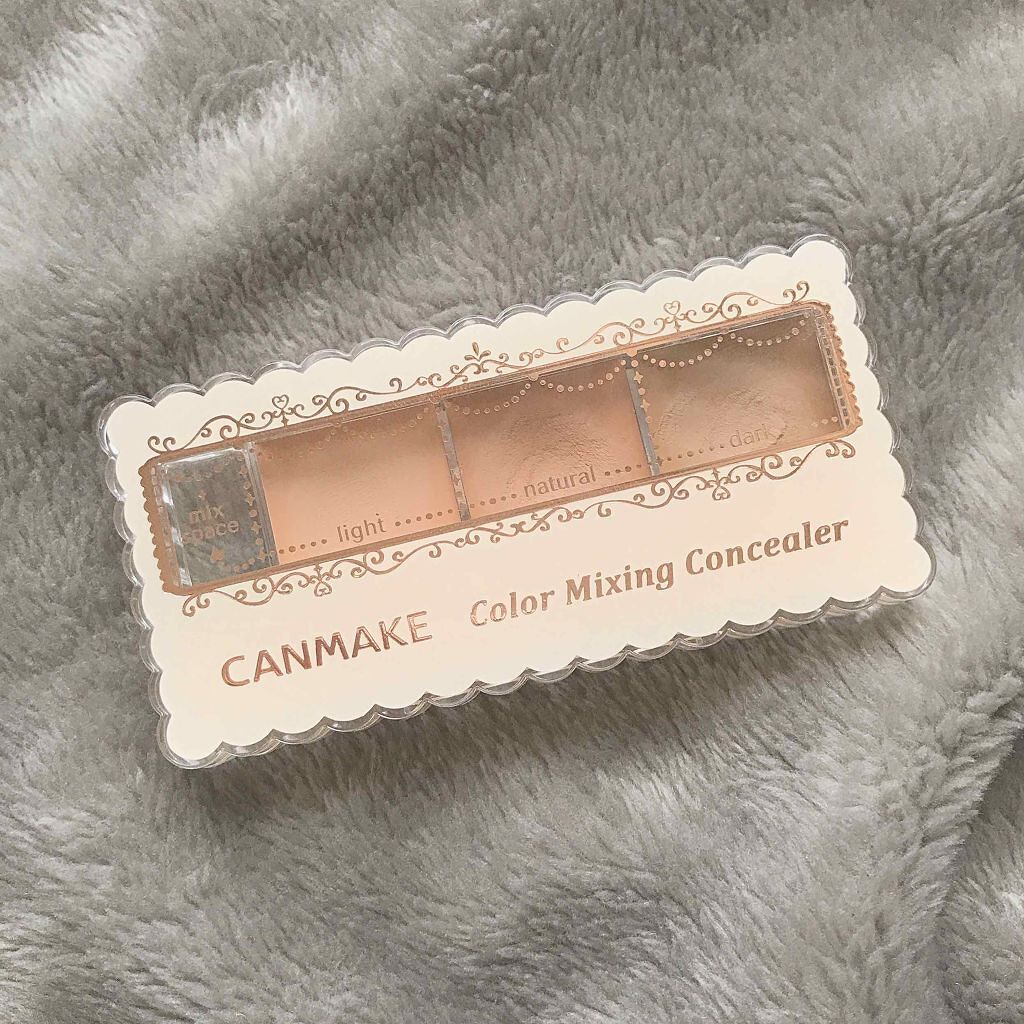 mix
space
light
natural
dark
CANMAKE Color Mixing Concealer